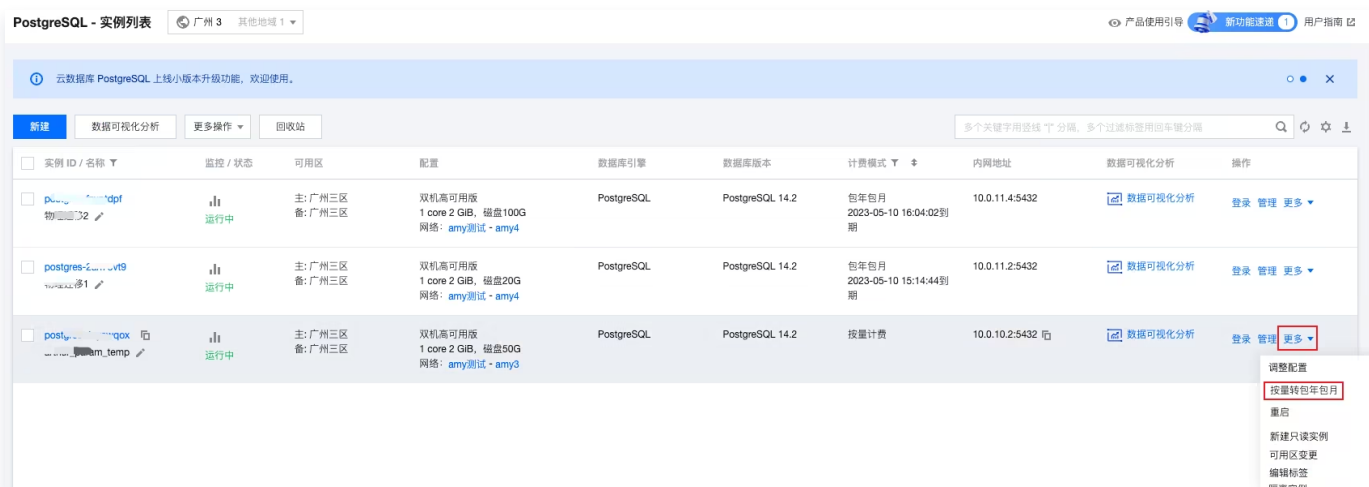 PostgreSQL - 实例列表 广州 3 其他地域 1 产品使用引导 新功能速递 1 用户指南
云数据库 PostgreSQL 上线小版本升级功能，欢迎使用。
新建 数据可视化分析 更多操作 回收站 多个关键字用竖线 "|" 分隔，多个过滤标签用回车键分隔
实例 ID / 名称 监控 / 状态 可用区 配置 数据库引擎 数据库版本 计费模式 内网地址 数据可视化分析 操作
主: 广州三区 双机高可用版 PostgreSQL PostgreSQL 14.2 包年包月 10.0.11.4:5432 数据可视化分析 登录 管理 更多
运行中 备: 广州三区 1 core 2 GiB，磁盘100G 2023-05-10 16:04:02到
网络：amy测试 - amy4 期
主: 广州三区 双机高可用版 PostgreSQL PostgreSQL 14.2 包年包月 10.0.11.2:5432 数据可视化分析 登录 管理 更多
运行中 备: 广州三区 1 core 2 GiB，磁盘20G 2023-05-10 15:14:44到
网络：amy测试 - amy4 期
主: 广州三区 双机高可用版 PostgreSQL PostgreSQL 14.2 按量计费 10.0.10.2:5432 数据可视化分析 登录 管理 更多
运行中 备: 广州三区 1 core 2 GiB，磁盘50G
网络：amy测试 - amy3
调整配置
按量转包年包月
重启
新建只读实例
可用区变更
编辑标签